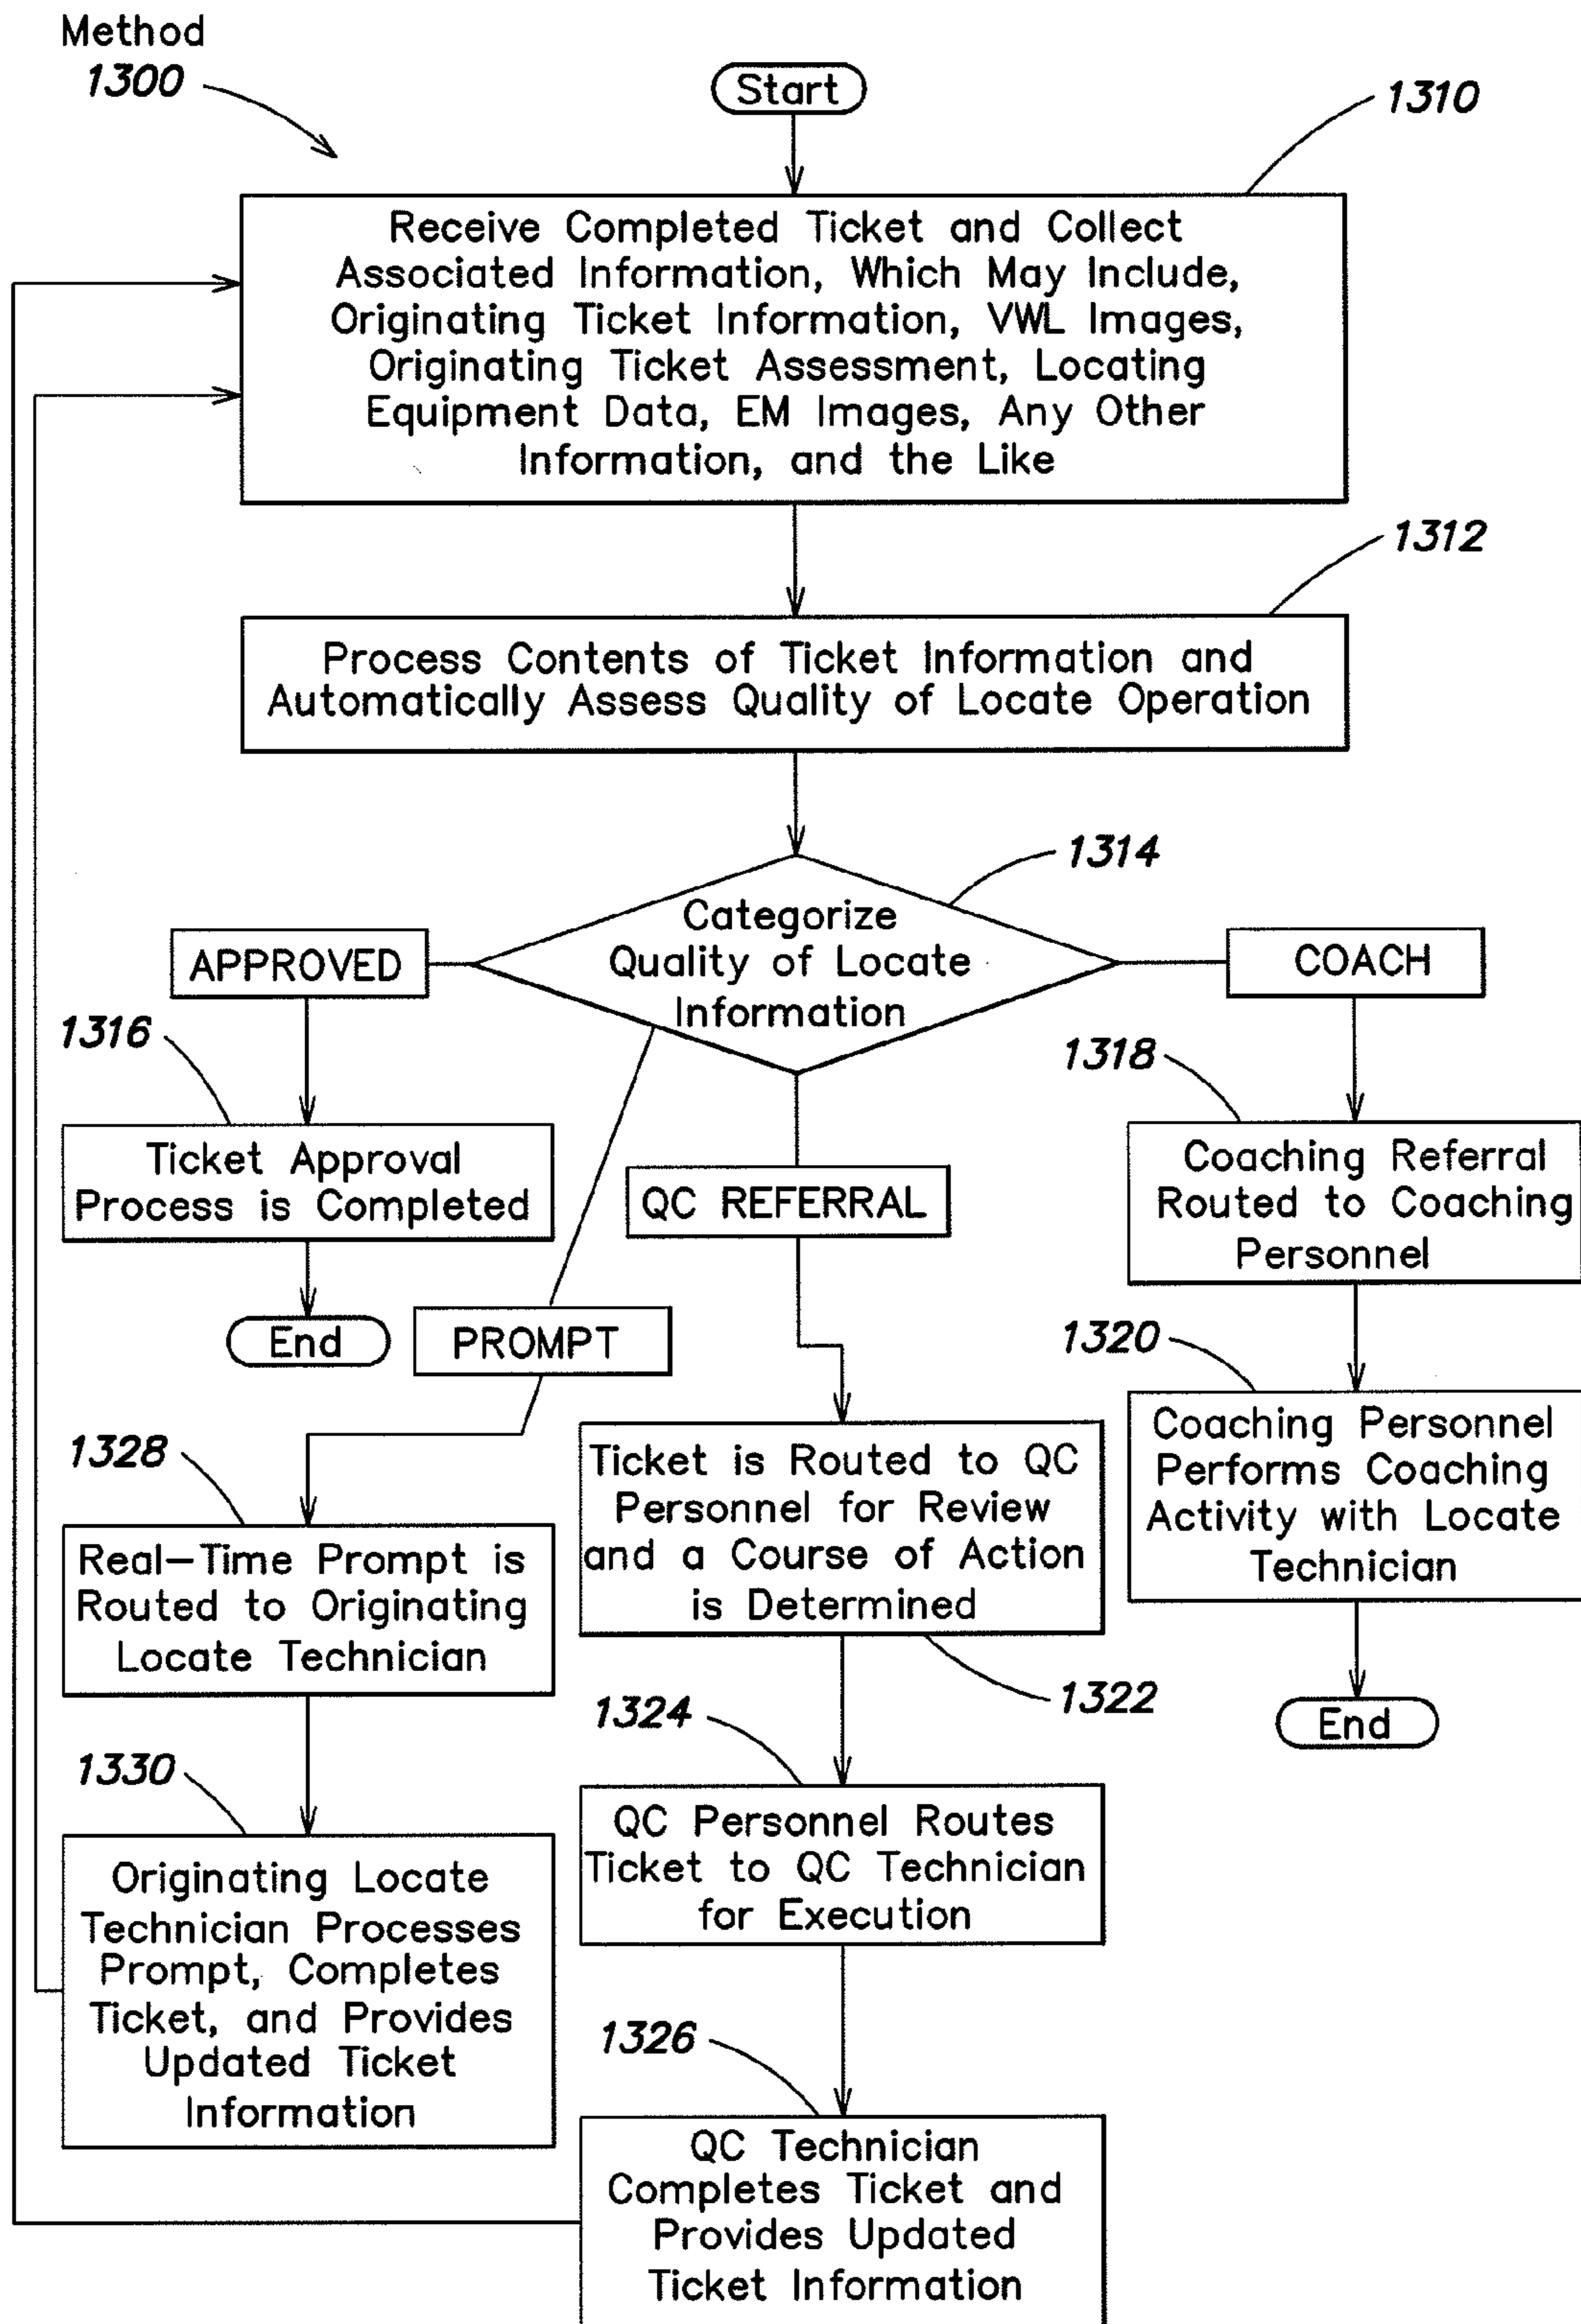 Method
1300
Start
1310
Receive Completed Ticket and Collect
Associated Information, Which May Include,
Originating Ticket Information, VWL Images,
Originating Ticket Assessment, Locating
Equipment Data, EM Images, Any Other
Information, and the Like
1312
Process Contents of Ticket Information and
Automatically Assess Quality of Locate Operation
1314
Categorize
Quality of Locate
Information
APPROVED
COACH
1316
Ticket Approval
Process is Completed
End
PROMPT
QC REFERRAL
1318
Coaching Referral
Routed to Coaching
Personnel
1320
Coaching Personnel
Performs Coaching
Activity with Locate
Technician
End
1328
Real-Time Prompt is
Routed to Originating
Locate Technician
Ticket is Routed to QC
Personnel for Review
and a Course of Action
is Determined
1322
1324
QC Personnel Routes
Ticket to QC Technician
for Execution
1330
Originating Locate
Technician Processes
Prompt, Completes
Ticket, and Provides
Updated Ticket
Information
1326
QC Technician
Completes Ticket and
Provides Updated
Ticket Information